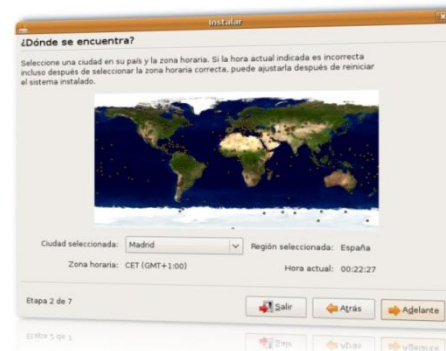 Instalar
¿Dónde se encuentra?
Seleccione una ciudad en su país y la zona horaria. Si la hora actual indicada es incorrecta
incluso después de seleccionar la zona horaria correcta, puede ajustarla después de reiniciar
el sistema instalado.
Ciudad seleccionada: Madrid Región seleccionada: España
Zona horaria: CET (GMT+1:00) Hora actual: 00:22:27
Etapa 2 de 7 Salir Atrás Adelante